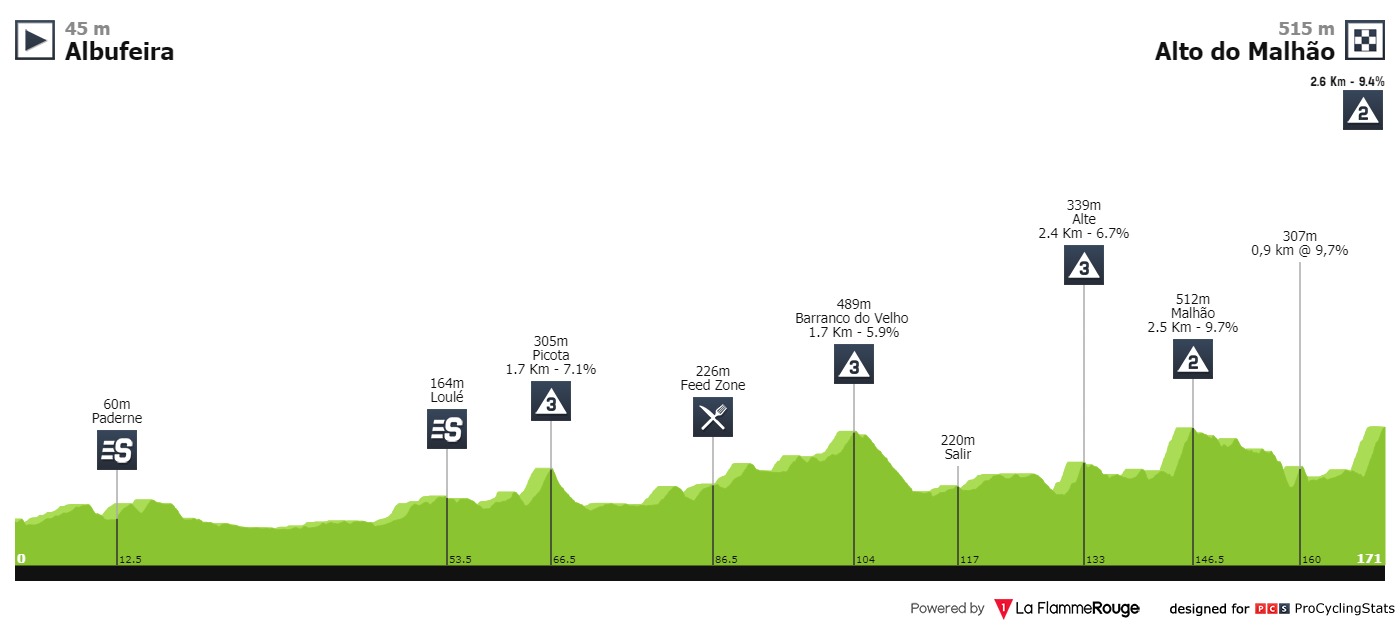 45 m
Albufeira
515 m
Alto do Malhão
2.6 Km - 9.4%
2
60m
Paderne
S
164m
Loulé
S
305m
Picota
1.7 Km - 7.1%
3
226m
Feed Zone
489m
Barranco do Velho
1.7 Km - 5.9%
3
220m
Salir
339m
Alte
2.4 Km - 6.7%
3
512m
Malhão
2.5 Km - 9.7%
2
307m
0,9 km @ 9,7%
0 12.5 53.5 66.5 86.5 104 117 133 146.5 160 171
Powered by 1 La FlammeRouge designed for PCS ProCyclingStats